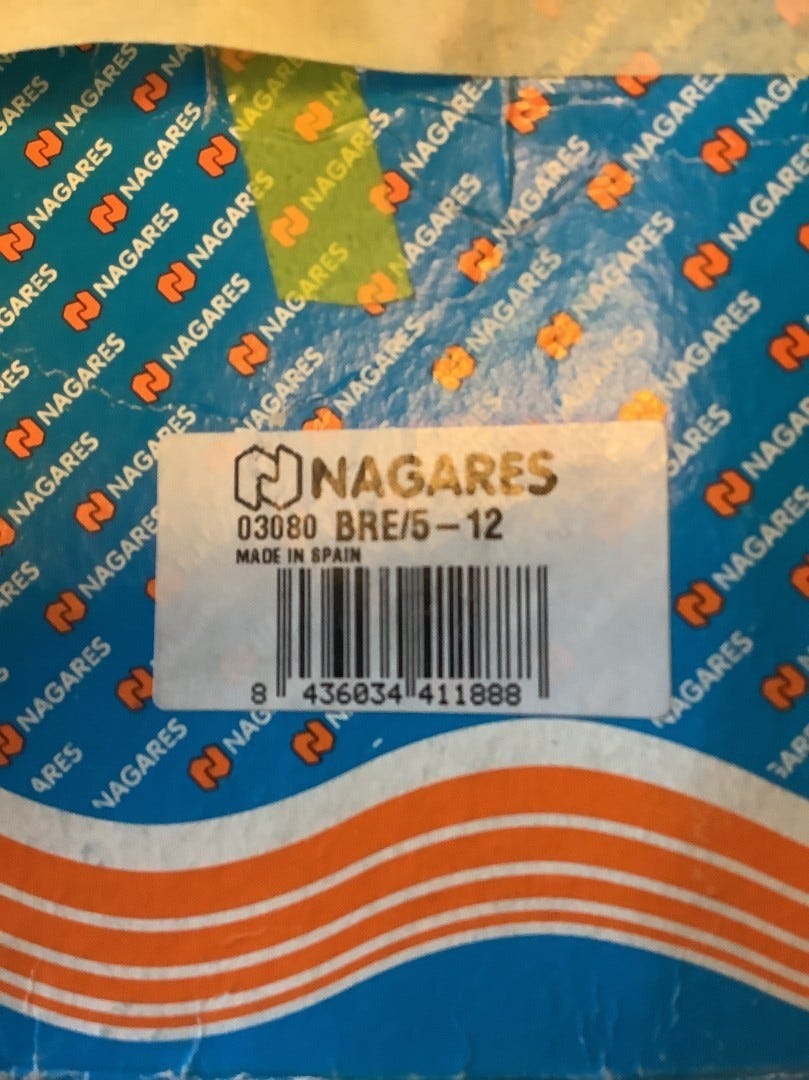 NAGARES
03080 BRE/5-12
MADE IN SPAIN
8 436034 411888